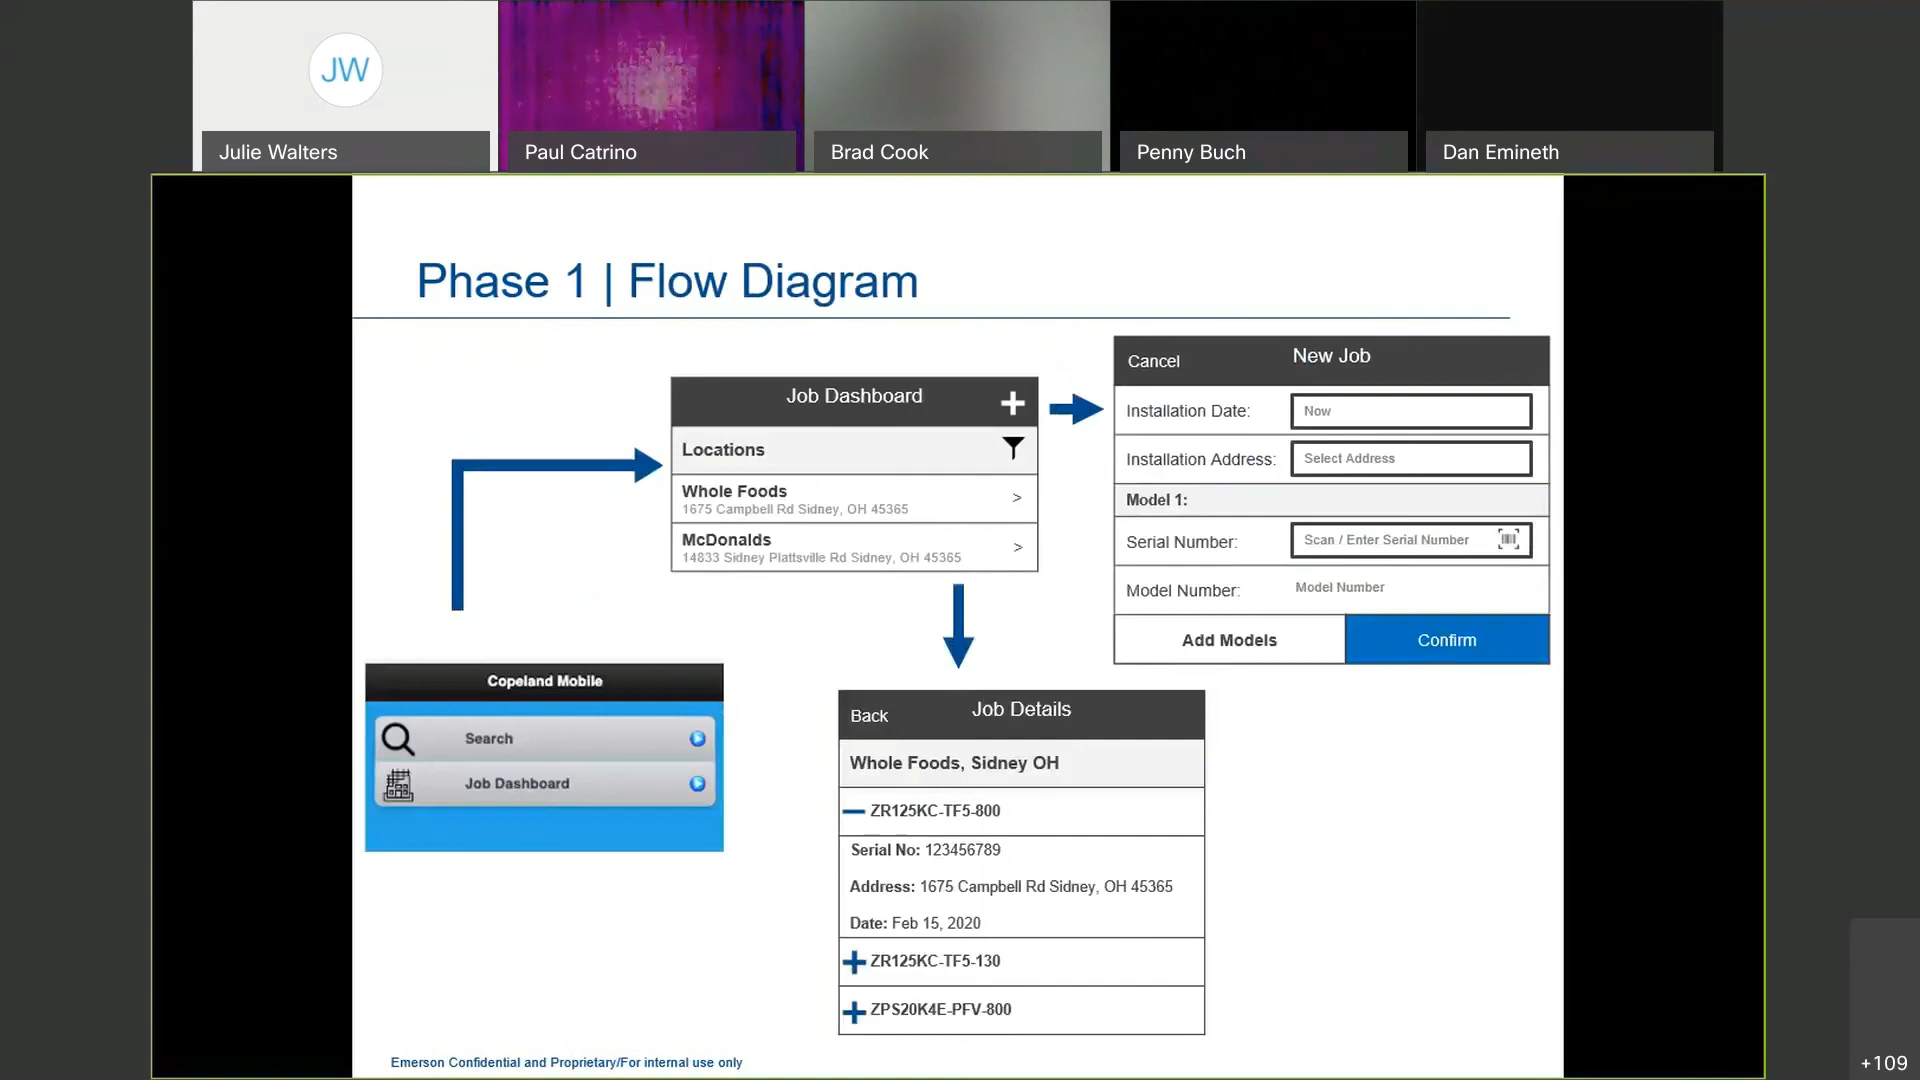 JW
Julie Walters
Paul Catrino
Brad Cook
Penny Buch
Dan Emineth
Phase 1 | Flow Diagram
Job Dashboard
Locations
Whole Foods
1675 Campbell Rd Sidney, OH 45365
>
McDonalds
14833 Sidney Plattsville Rd Sidney, OH 45365
>
Cancel
New Job
Installation Date:
Now
Installation Address:
Select Address
Model 1:
Serial Number:
Scan / Enter Serial Number
Model Number:
Model Number
Add Models
Confirm
Copeland Mobile
Search
Job Dashboard
Back
Job Details
Whole Foods, Sidney OH
ZR125KC-TF5-800
Serial No: 123456789
Address: 1675 Campbell Rd Sidney, OH 45365
Date: Feb 15, 2020
ZR125KC-TF5-130
ZPS20K4E-PFV-800
Emerson Confidential and Proprietary/For internal use only
+109